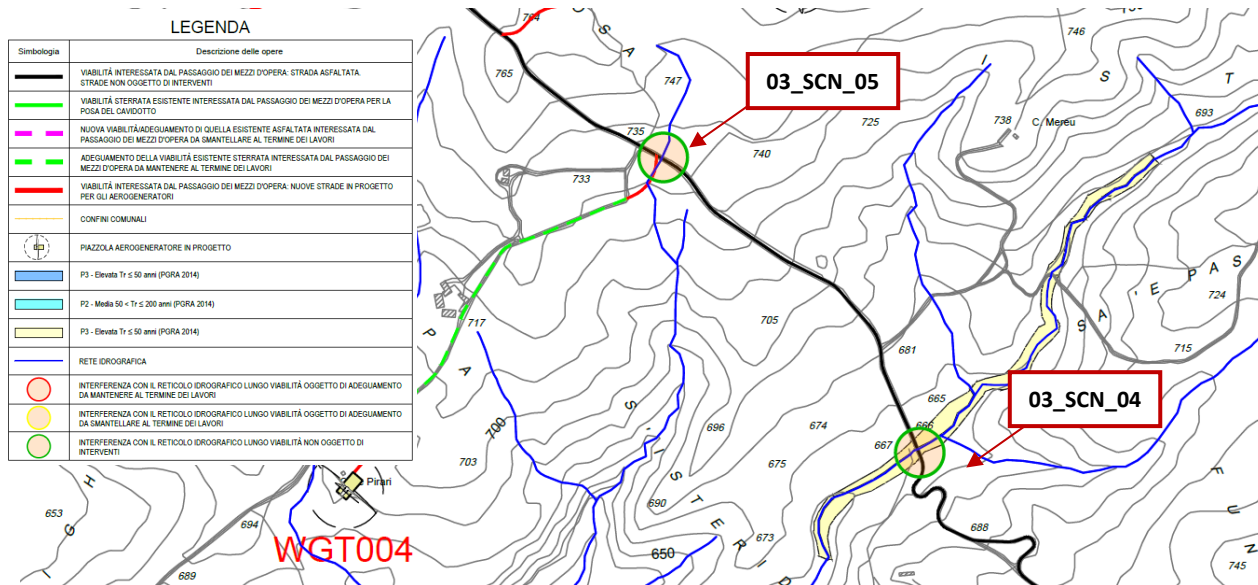 LEGENDA
Simbologia Descrizione delle opere
VIABILITÀ INTERESSATA DAL PASSAGGIO DEI MEZZI D'OPERA: STRADA ASFALTATA.
STRADE NON OGGETTO DI INTERVENTI
VIABILITÀ STERRATA ESISTENTE INTERESSATA DAL PASSAGGIO DEI MEZZI D'OPERA PER LA
POSA DEL CAVIDOTTO
NUOVA VIABILITÀ/ADEGUAMENTO DI QUELLA ESISTENTE ASFALTATA INTERESSATA DAL
PASSAGGIO DEI MEZZI D'OPERA DA SMANTELLARE AL TERMINE DEI LAVORI
ADEGUAMENTO DELLA VIABILITÀ ESISTENTE STERRATA INTERESSATA DAL PASSAGGIO DEI
MEZZI D'OPERA DA MANTENERE AL TERMINE DEI LAVORI
VIABILITÀ INTERESSATA DAL PASSAGGIO DEI MEZZI D'OPERA: NUOVE STRADE IN PROGETTO
PER GLI AEROGENERATORI
CONFINI COMUNALI
PIAZZOLA AEROGENERATORE IN PROGETTO
P3 - Elevata Tr ≤ 50 anni (PGRA 2014)
P2 - Media 50 < Tr ≤ 200 anni (PGRA 2014)
P3 - Elevata Tr ≤ 50 anni (PGRA 2014)
RETE IDROGRAFICA
INTERFERENZA CON IL RETICOLO IDROGRAFICO LUNGO VIABILITÀ OGGETTO DI ADEGUAMENTO
DA MANTENERE AL TERMINE DEI LAVORI
INTERFERENZA CON IL RETICOLO IDROGRAFICO LUNGO VIABILITÀ OGGETTO DI ADEGUAMENTO
DA SMANTELLARE AL TERMINE DEI LAVORI
INTERFERENZA CON IL RETICOLO IDROGRAFICO LUNGO VIABILITÀ NON OGGETTO DI
INTERVENTI
O S A
746
765
747
03_SCN_05
I S T
693
735
725
738
C. Mereu
740
733
717
P A
705
SA 'E PAS
724
715
681
665
03_SCN_04
666
667
700
696
674
703
675
S'ISTERID
690
673
650
688
F U N
745
653
H G I
694
689
Pirari
WGT004